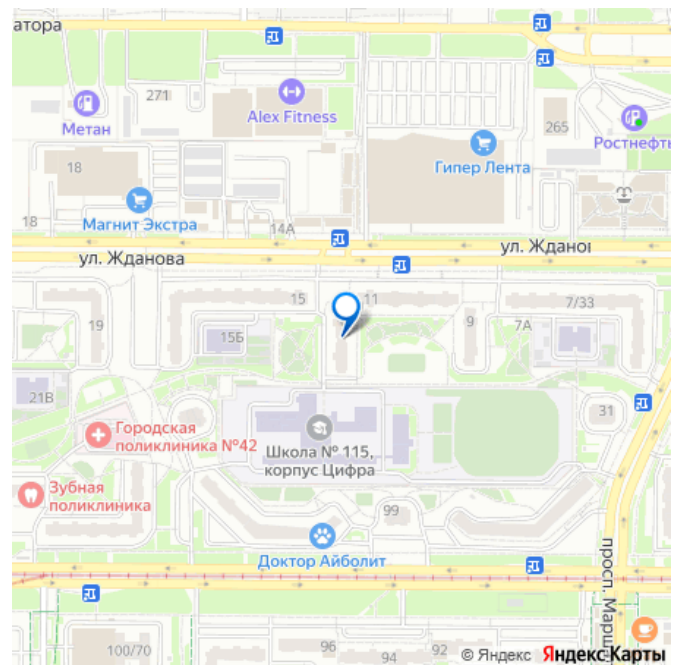 атора
271
Alex Fitness
Метан
265
Ростнефть
18
Гипер Лента
Магнит Экстра
18
14А
ул. Жданова
ул. Жданов
15
11
7/33
19
15Б
9
7А
21В
31
Городская
поликлиника №42
Школа № 115,
корпус Цифра
Зубная
поликлиника
99
Доктор Айболит
просп. Марш
100/70
96
94
92
© Яндекс Яндекс Карты